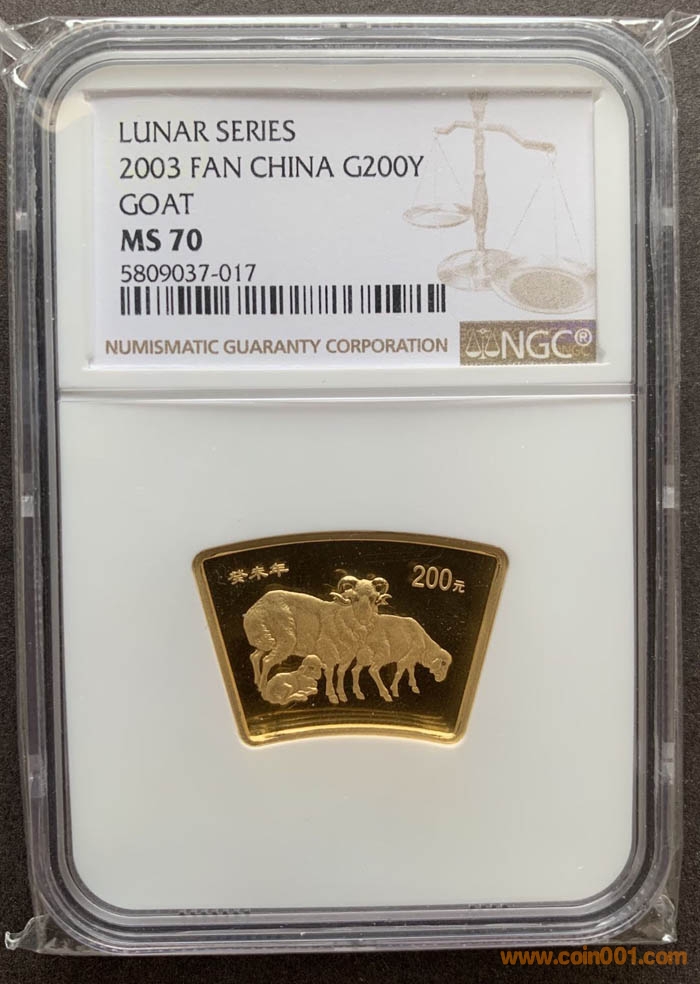 LUNAR SERIES
2003 FAN CHINA G200Y
GOAT
MS 70
5809037-017
NUMISMATIC GUARANTY CORPORATION
NGC®
癸未年
200元
www.coin001.com